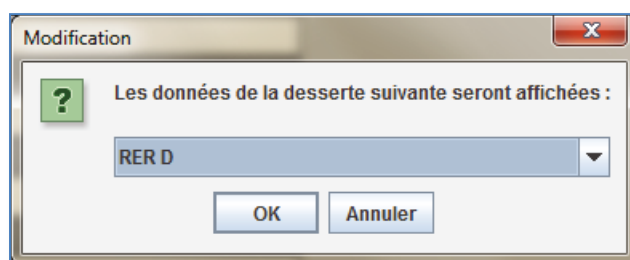 Modification
Les données de la desserte suivante seront affichées :
RER D
OK Annuler